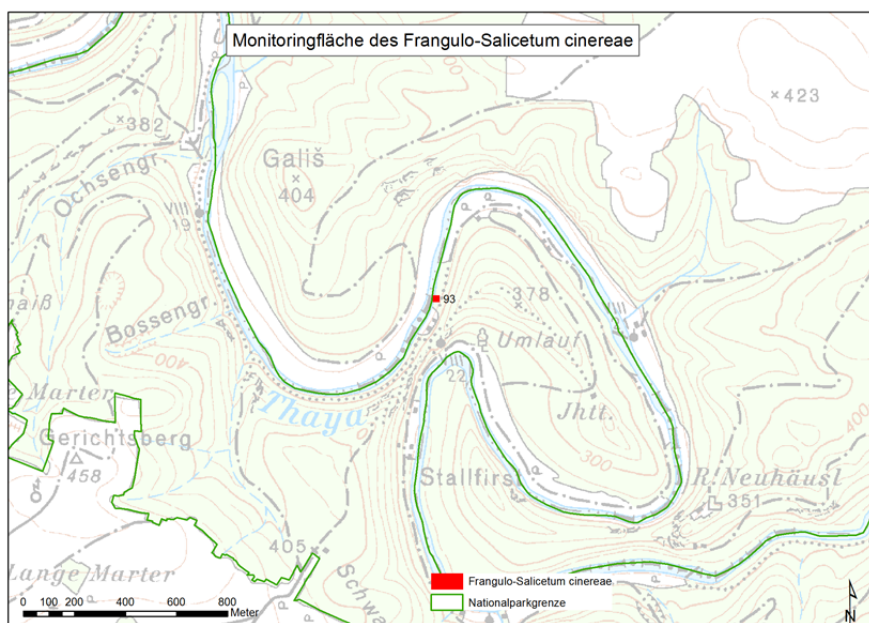 Monitoringfläche des Frangulo-Salicetum cinereae
400
423
382
Ochsengr.
Gališ
404
VIII
19
93
378
Umlauf
Bossengr.
400
VIII
22
Thaya
Marter
Jhtt.
Gerichtsberg
458
Stallfirst
300
R. Neuhäusl
351
400
405
Lange Marter
Frangulo-Salicetum cinereae
Nationalparkgrenze
0 100 200 400 600 800
Meter
N